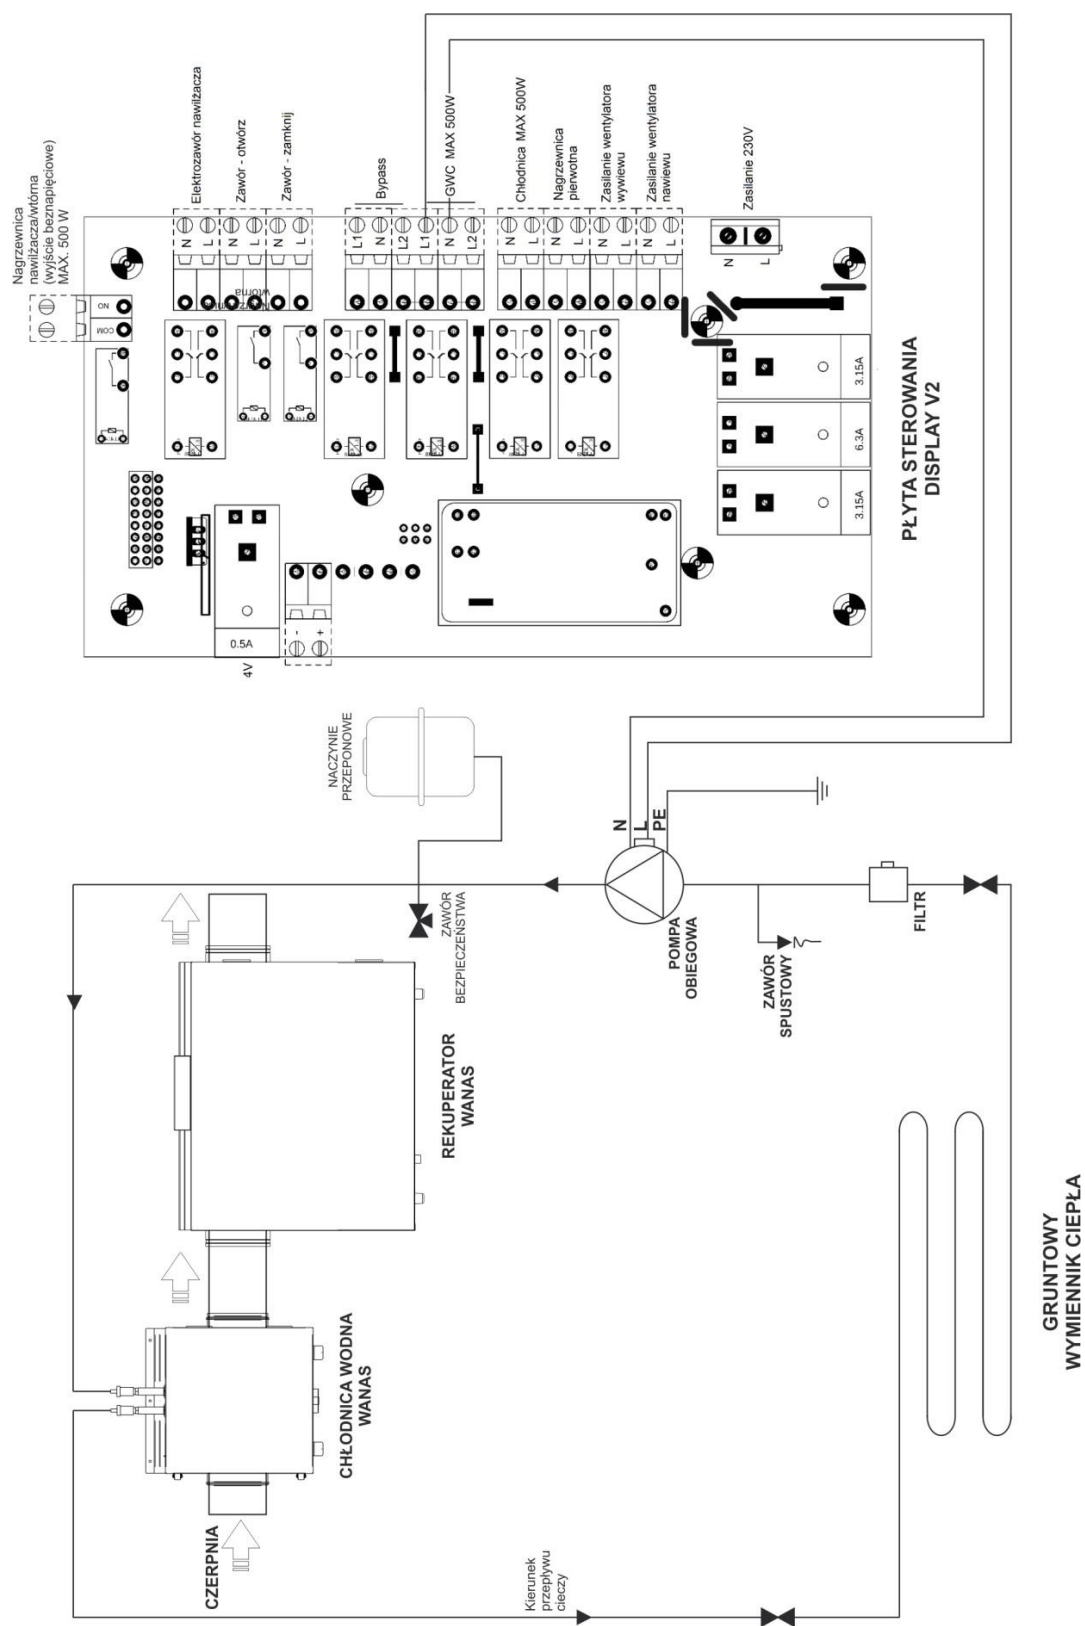 Nagrzewnica
nawilżacza/wtórna
(wyjście beznapięciowe)
MAX. 500 W
NO
COM
Elektrozawór nawilżacza
N
L
Zawór - otwórz
N
L
Zawór - zamknij
N
L
Bypass
L1
N
L2
GWC MAX 500W
L1
N
L2
Chłodnica MAX 500W
N
L
Nagrzewnica
pierwotna
N
L
Zasilanie wentylatora
wywiewu
N
L
Zasilanie wentylatora
nawiewu
N
L
Zasilanie 230V
N
L
wtórna
0.5A
4V
-
+
3.15A
6.3A
3.15A
PŁYTA STEROWANIA
DISPLAY V2
NACZYNIE
PRZEPONOWE
ZAWÓR
BEZPIECZEŃSTWA
N
L
PE
POMPA
OBIEGOWA
ZAWÓR
SPUSTOWY
FILTR
REKUPERATOR
WANAS
CHŁODNICA WODNA
WANAS
CZERPNIA
Kierunek
przepływu
cieczy
GRUNTOWY
WYMIENNIK CIEPŁA